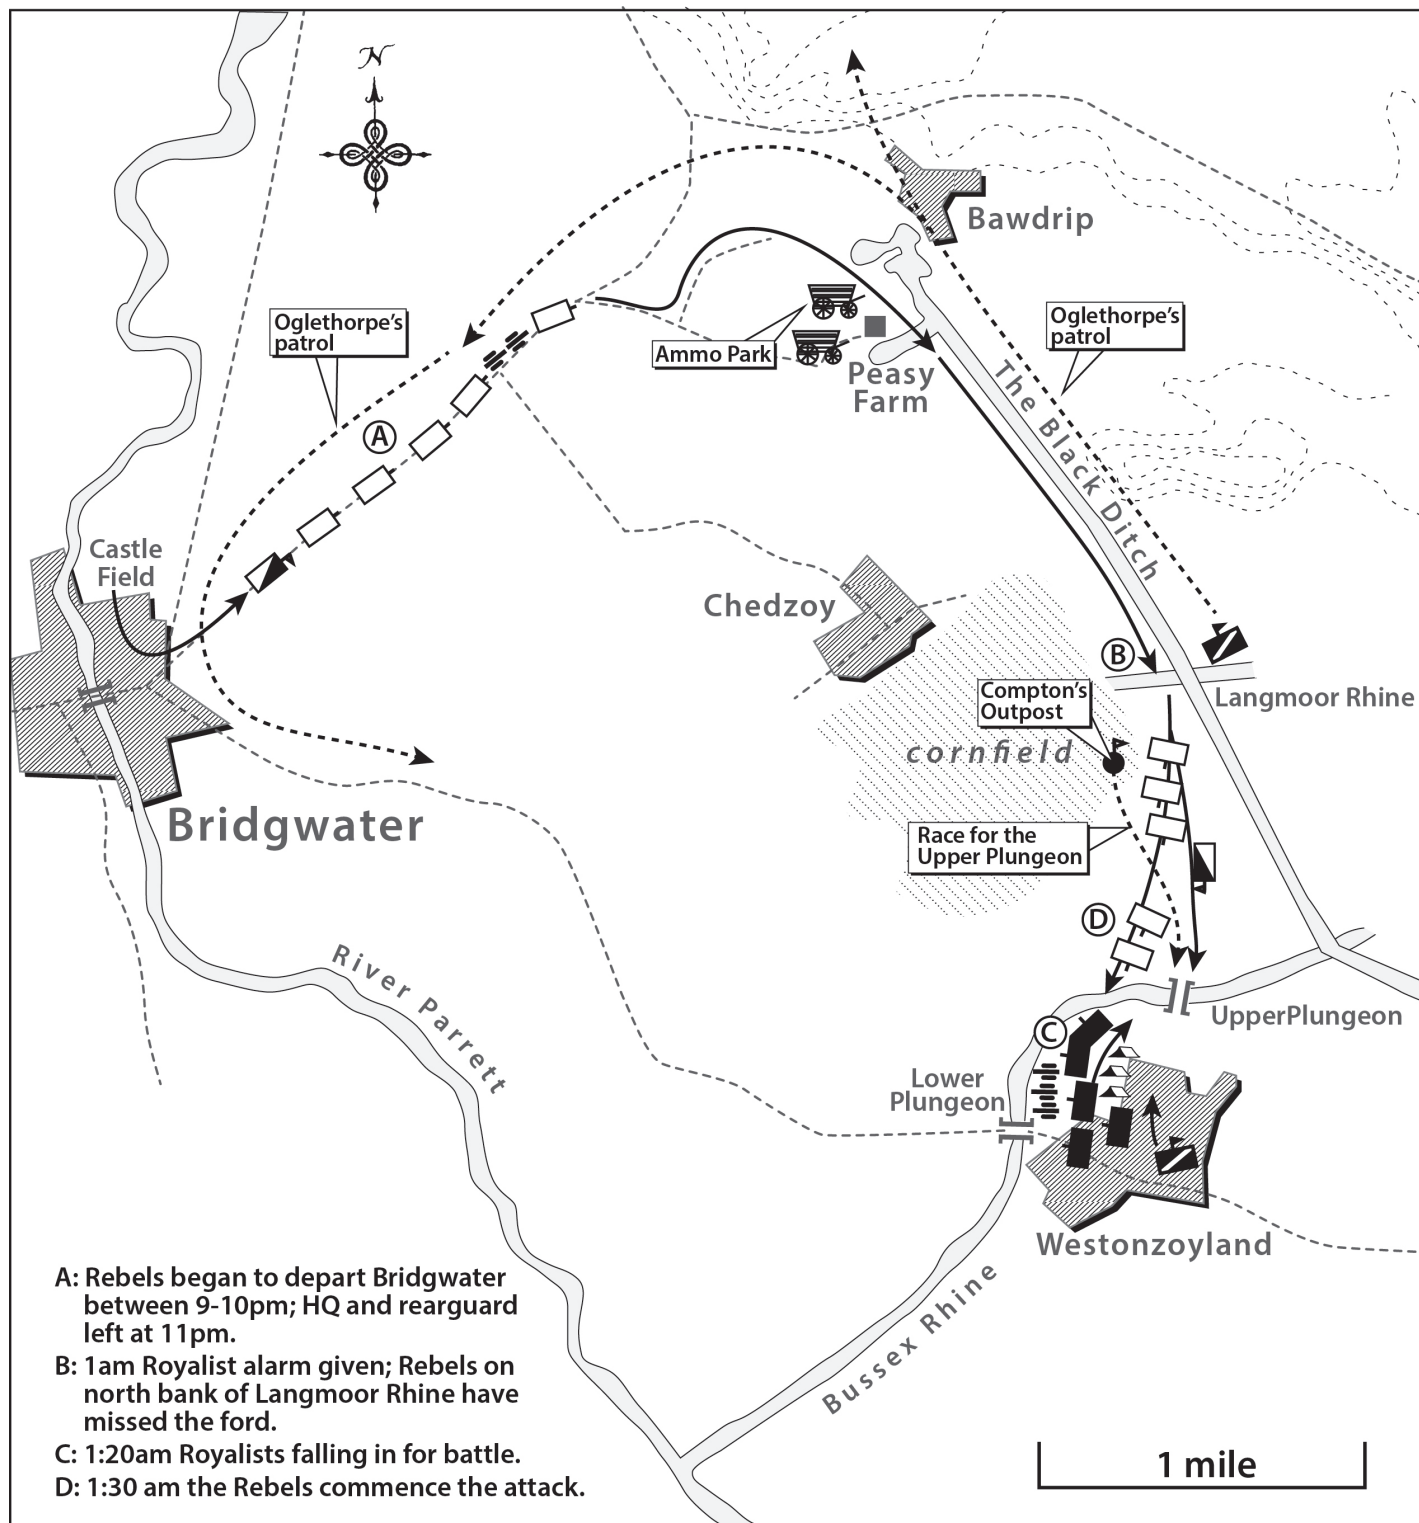 N
Bawdrip
Oglethorpe's
patrol
Oglethorpe's
patrol
Ammo Park
Peasy
Farm
The Black Ditch
A
Castle
Field
Chedzoy
B
Langmoor Rhine
Compton's
Outpost
cornfield
Bridgwater
Race for the
Upper Plungeon
D
River Parrett
UpperPlungeon
C
Lower
Plungeon
Westonzoyland
Bussex Rhine
A: Rebels began to depart Bridgwater
between 9-10pm; HQ and rearguard
left at 11pm.
B: 1am Royalist alarm given; Rebels on
north bank of Langmoor Rhine have
missed the ford.
C: 1:20am Royalists falling in for battle.
D: 1:30 am the Rebels commence the attack.
1 mile